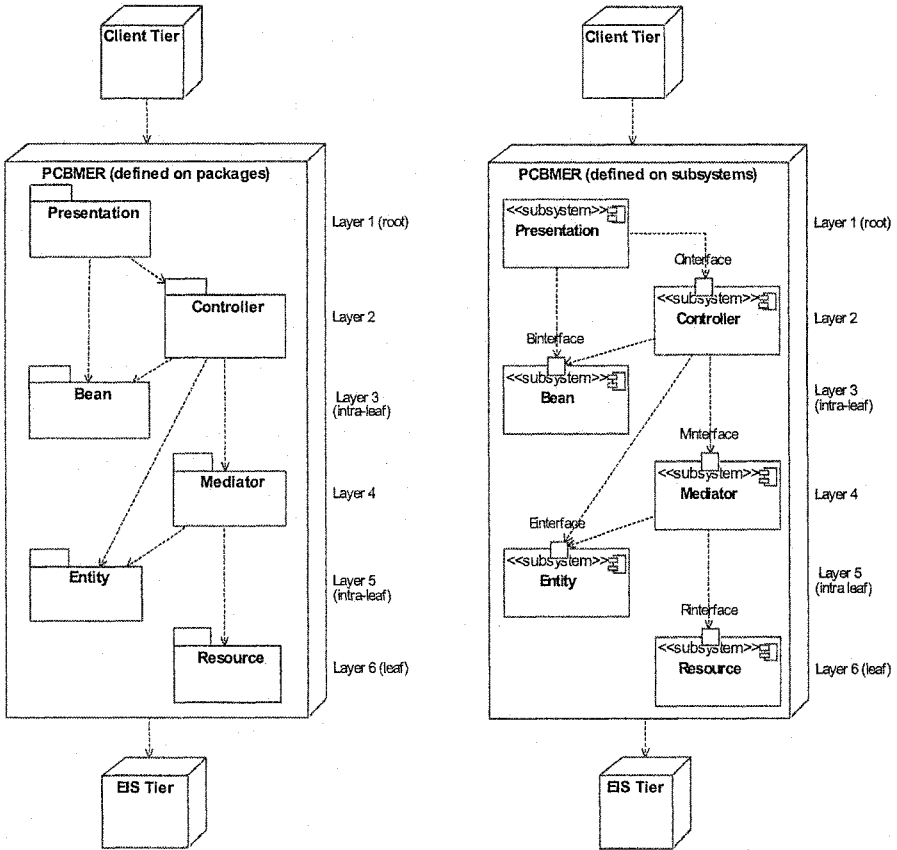 Client Tier
PCBMER (defined on packages)
Presentation
Layer 1 (root)
Controller
Layer 2
Bean
Layer 3
(intra-leaf)
Mediator
Layer 4
Entity
Layer 5
(intra-leaf)
Resource
Layer 6 (leaf)
EIS Tier
Client Tier
PCBMER (defined on subsystems)
<<subsystem>>
Presentation
Layer 1 (root)
CInterface
<<subsystem>>
Controller
Layer 2
BInterface
<<subsystem>>
Bean
Layer 3
(intra-leaf)
MInterface
<<subsystem>>
Mediator
Layer 4
EInterface
<<subsystem>>
Entity
Layer 5
(intra leaf)
RInterface
<<subsystem>>
Resource
Layer 6 (leaf)
EIS Tier